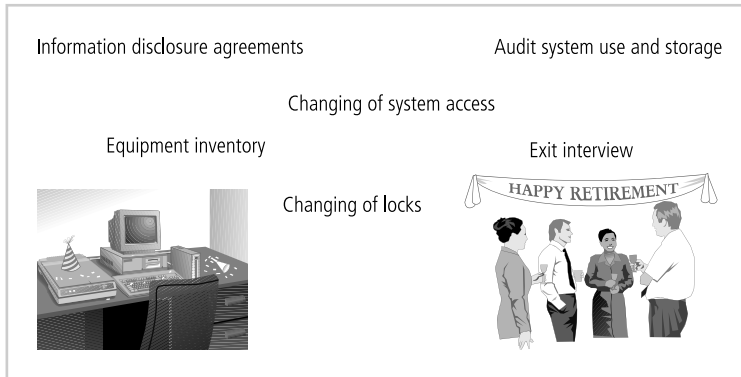 Information disclosure agreements
Audit system use and storage
Changing of system access
Equipment inventory
Exit interview
Changing of locks
HAPPY RETIREMENT